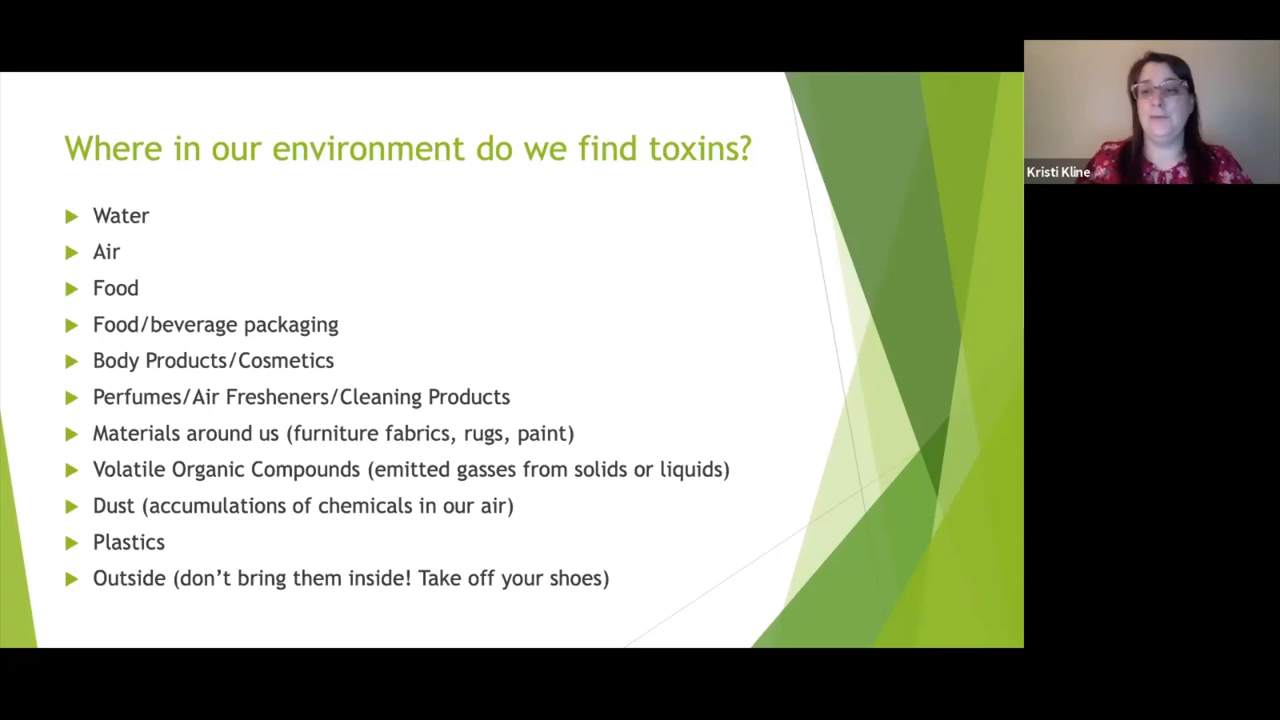 Where in our environment do we find toxins?
Water
Air
Food
Food/beverage packaging
Body Products/Cosmetics
Perfumes/Air Fresheners/Cleaning Products
Materials around us (furniture fabrics, rugs, paint)
Volatile Organic Compounds (emitted gasses from solids or liquids)
Dust (accumulations of chemicals in our air)
Plastics
Outside (don’t bring them inside! Take off your shoes)
Kristi Kline